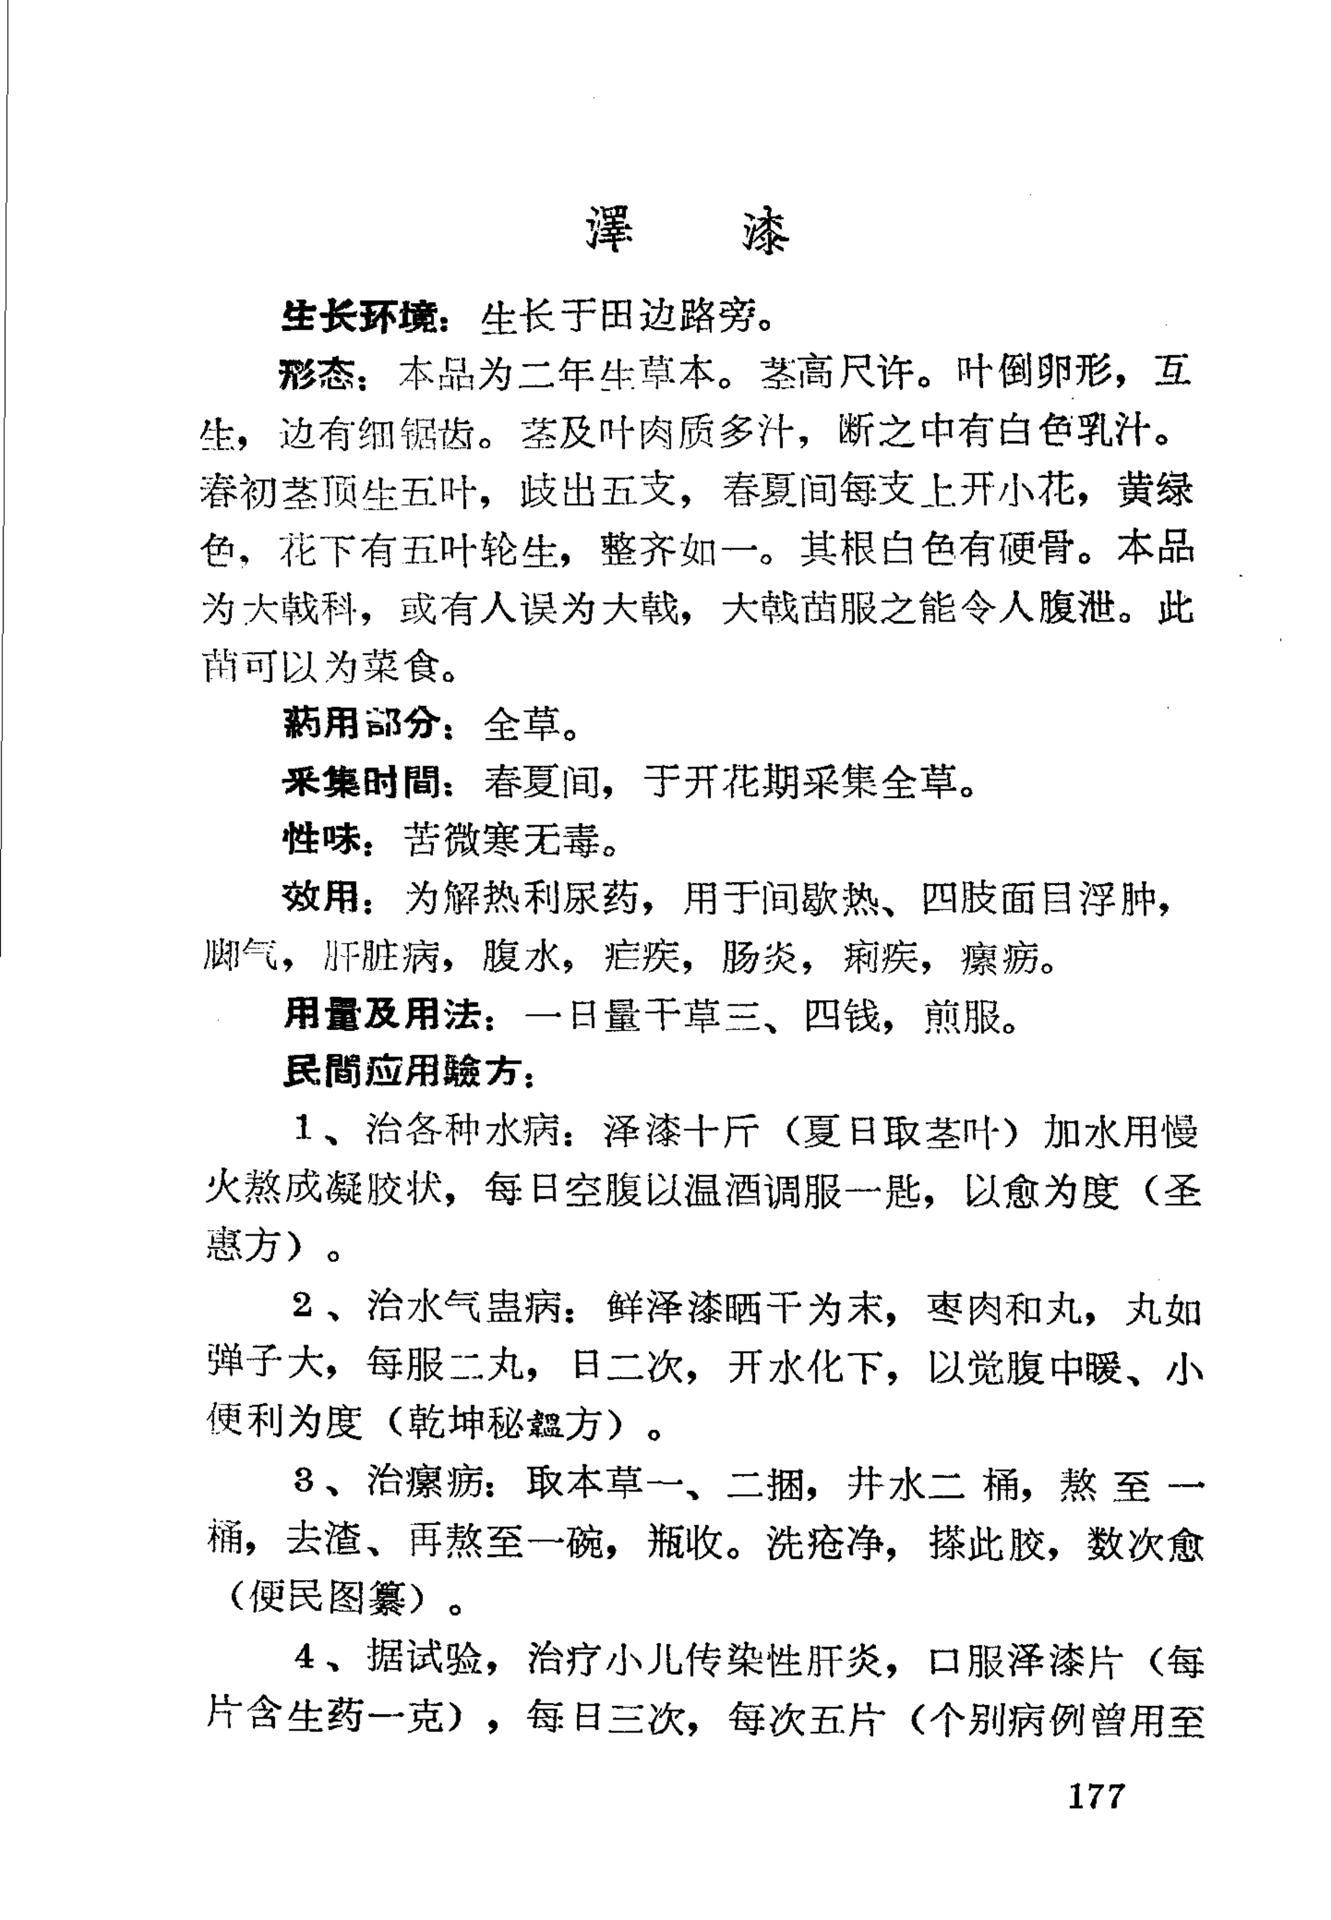 澤 漆
生长环境：生长于田边路旁。
形态：本品为二年生草本。茎高尺许。叶倒卵形，互
生，边有细锯齿。茎及叶肉质多汁，断之中有白色乳汁。
春初茎顶生五叶，歧出五支，春夏间每支上开小花，黄绿
色，花下有五叶轮生，整齐如一。其根白色有硬骨。本品
为大戟科，或有人误为大戟，大戟苗服之能令人腹泄。此
苗可以为菜食。
药用部分：全草。
采集时間：春夏间，于开花期采集全草。
性味：苦微寒无毒。
效用：为解热利尿药，用于间歇热、四肢面目浮肿，
脚气，肝脏病，腹水，疟疾，肠炎，痢疾，瘰疬。
用量及用法：一日量干草三、四钱，煎服。
民間应用驗方：
1、治各种水病：泽漆十斤（夏日取茎叶）加水用慢
火熬成凝胶状，每日空腹以温酒调服一匙，以愈为度（圣
惠方）。
2、治水气蛊病：鲜泽漆晒干为末，枣肉和丸，丸如
弹子大，每服二丸，日二次，开水化下，以觉腹中暖、小
便利为度（乾坤秘韫方）。
3、治瘰疬：取本草一、二捆，井水二桶，熬至一
桶，去渣、再熬至一碗，瓶收。洗疮净，搽此胶，数次愈
（便民图纂）。
4、据试验，治疗小儿传染性肝炎，口服泽漆片（每
片含生药一克），每日三次，每次五片（个别病例曾用至
177